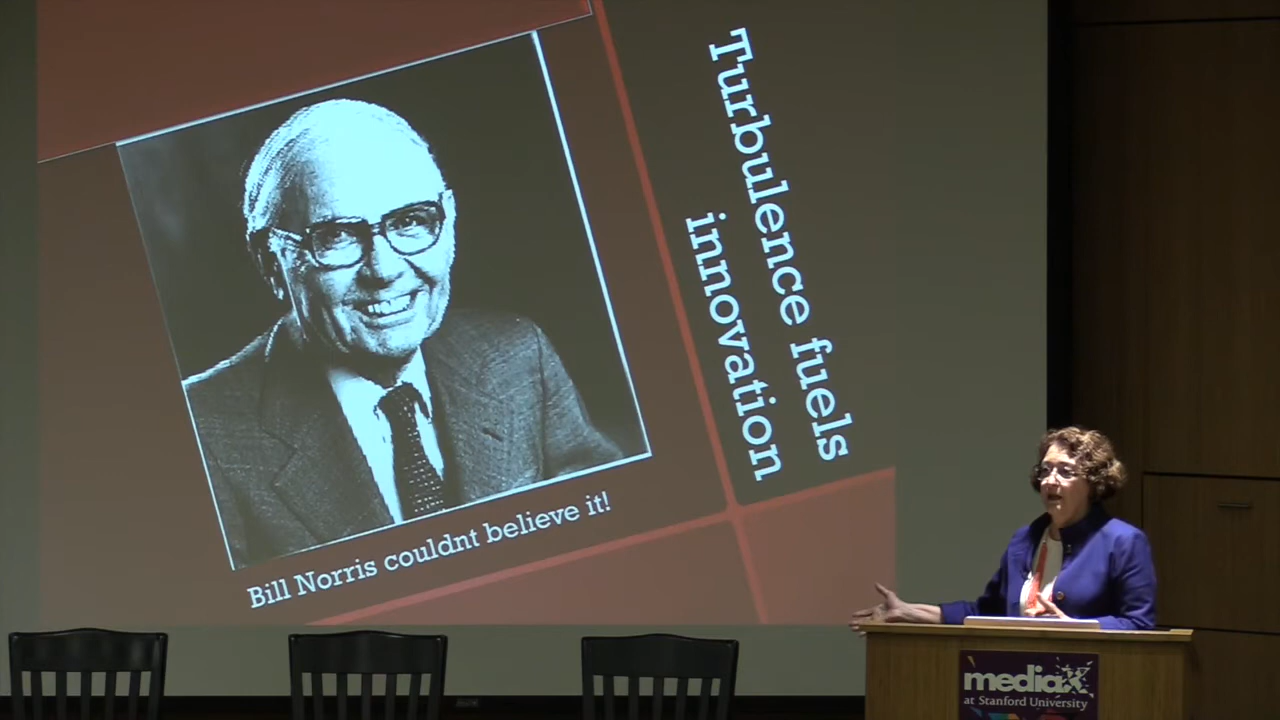 Turbulence fuels
innovation
Bill Norris couldnt believe it!
mediaX
at Stanford University